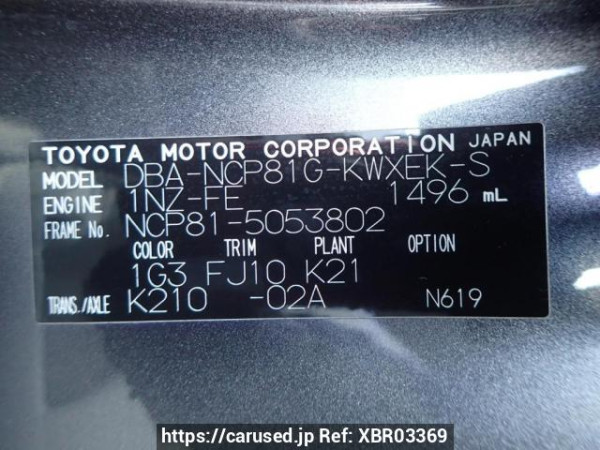 TOYOTA MOTOR CORPORATION JAPAN
MODEL DBA-NCP81G-KWXEK-S
ENGINE 1NZ-FE 1496 mL
FRAME No. NCP81-5053802
COLOR TRIM PLANT OPTION
1G3 FJ10 K21
TRANS./AXLE K210 -02A N619
https://carused.jp Ref: XBR03369